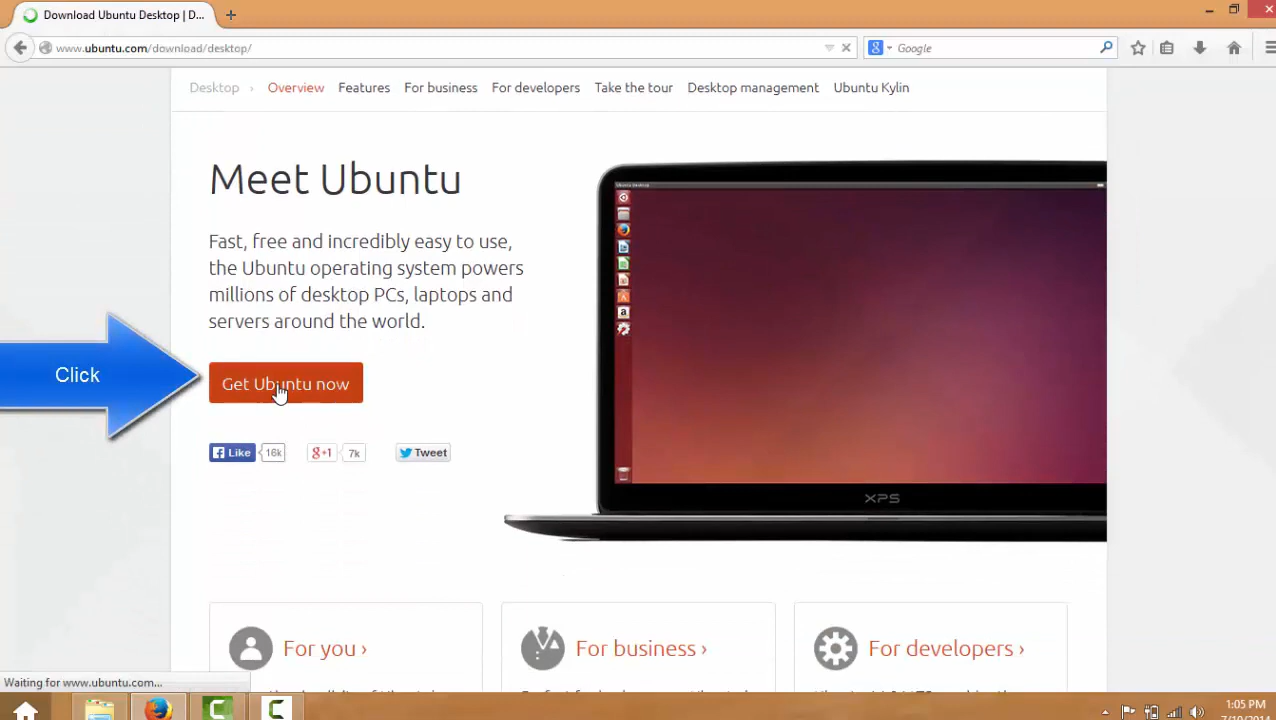 Download Ubuntu Desktop | D...
www.ubuntu.com/download/desktop/
Google
Desktop › Overview Features For business For developers Take the tour Desktop management Ubuntu Kylin
Meet Ubuntu
Fast, free and incredibly easy to use,
the Ubuntu operating system powers
millions of desktop PCs, laptops and
servers around the world.
Click
Get Ubuntu now
Like 16k +1 7k Tweet
XPS
For you ›
For business ›
For developers ›
Waiting for www.ubuntu.com...
1:05 PM